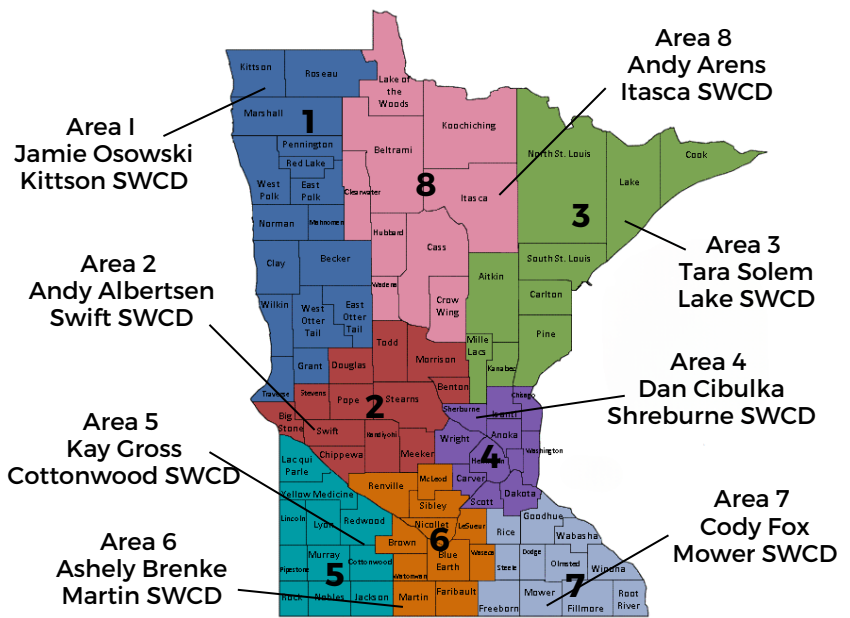 Area 8
Andy Arens
Itasca SWCD
Area I
Jamie Osowski
Kittson SWCD
Area 2
Andy Albertsen
Swift SWCD
Area 3
Tara Solem
Lake SWCD
Area 4
Dan Cibulka
Shreburne SWCD
Area 5
Kay Gross
Cottonwood SWCD
Area 6
Ashely Brenke
Martin SWCD
Area 7
Cody Fox
Mower SWCD
1
Kittson
Roseau
Marshall
Pennington
Red Lake
West
Polk
East
Polk
Norman
Mahnomen
Clay
Becker
Wilkin
West
Otter
Tail
East
Otter
Tail
Grant
Traverse
8
Lake of
the
Woods
Koochiching
Beltrami
Clearwater
Itasca
Hubbard
Cass
Wadena
Crow
Wing
3
North St. Louis
Lake
Cook
South St. Louis
Aitkin
Carlton
Pine
Mille
Lacs
Kanabec
2
Todd
Morrison
Douglas
Stevens
Pope
Stearns
Benton
Big
Stone
Swift
Kandiyohi
Chippewa
Meeker
4
Sherburne
Isanti
Chisago
Wright
Anoka
Washington
Carver
Scott
Dakota
5
Lacqui
Parle
Yellow Medicine
Lincoln
Lyon
Redwood
Pipestone
Murray
Cottonwood
Rock
Nobles
Jackson
6
Renville
McLeod
Sibley
Nicollet
LeSueur
Brown
Watonwan
Blue
Earth
Waseca
Martin
Faribault
7
Rice
Goodhue
Wabasha
Steele
Dodge
Olmsted
Winona
Freeborn
Mower
Fillmore
Root
River